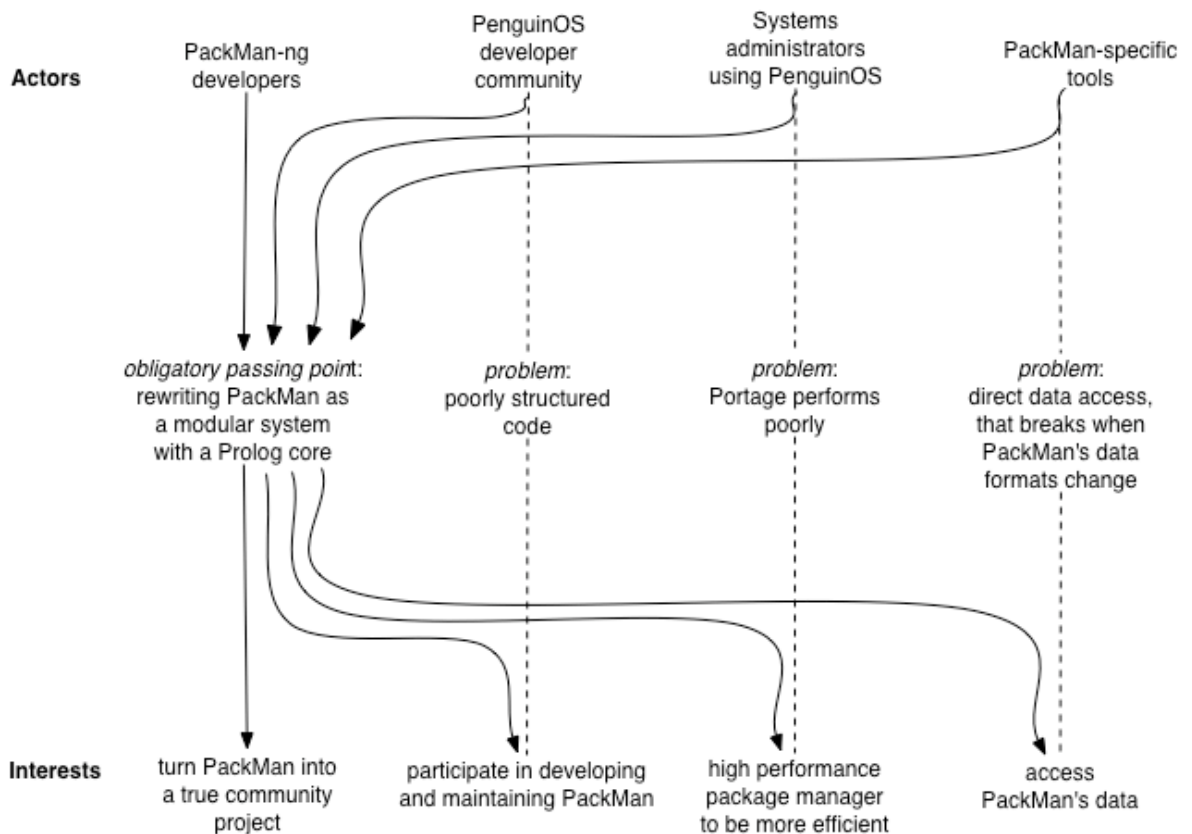 Actors
PackMan-ng
developers
PenguinOS
developer
community
Systems
administrators
using PenguinOS
PackMan-specific
tools
obligatory passing point:
rewriting PackMan as
a modular system
with a Prolog core
problem:
poorly structured
code
problem:
Portage performs
poorly
problem:
direct data access,
that breaks when
PackMan's data
formats change
Interests
turn PackMan into
a true community
project
participate in developing
and maintaining PackMan
high performance
package manager
to be more efficient
access
PackMan's data